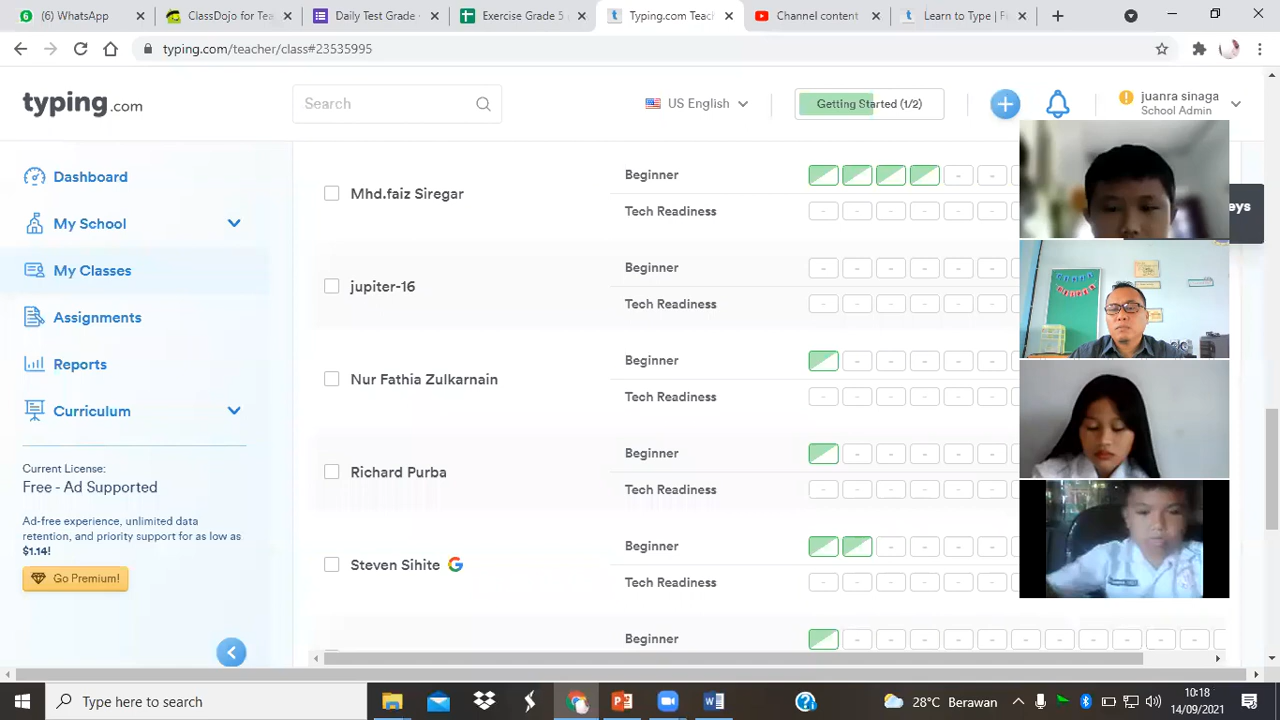 (6) WhatsApp
ClassDojo for Tea
Daily Test Grade
Exercise Grade 5
Typing.com Teac
Channel content
Learn to Type | F
typing.com/teacher/class#23535995
typing.com
Search
US English
Getting Started (1/2)
juanra sinaga
School Admin
Dashboard
My School
My Classes
Assignments
Reports
Curriculum
Current License:
Free - Ad Supported
Ad-free experience, unlimited data
retention, and priority support for as low as
$1.14!
Go Premium!
Mhd.faiz Siregar
Beginner
Tech Readiness
jupiter-16
Beginner
Tech Readiness
Nur Fathia Zulkarnain
Beginner
Tech Readiness
Richard Purba
Beginner
Tech Readiness
Steven Sihite
Beginner
Tech Readiness
Beginner
eys
Type here to search
28°C Berawan
10:18
14/09/2021